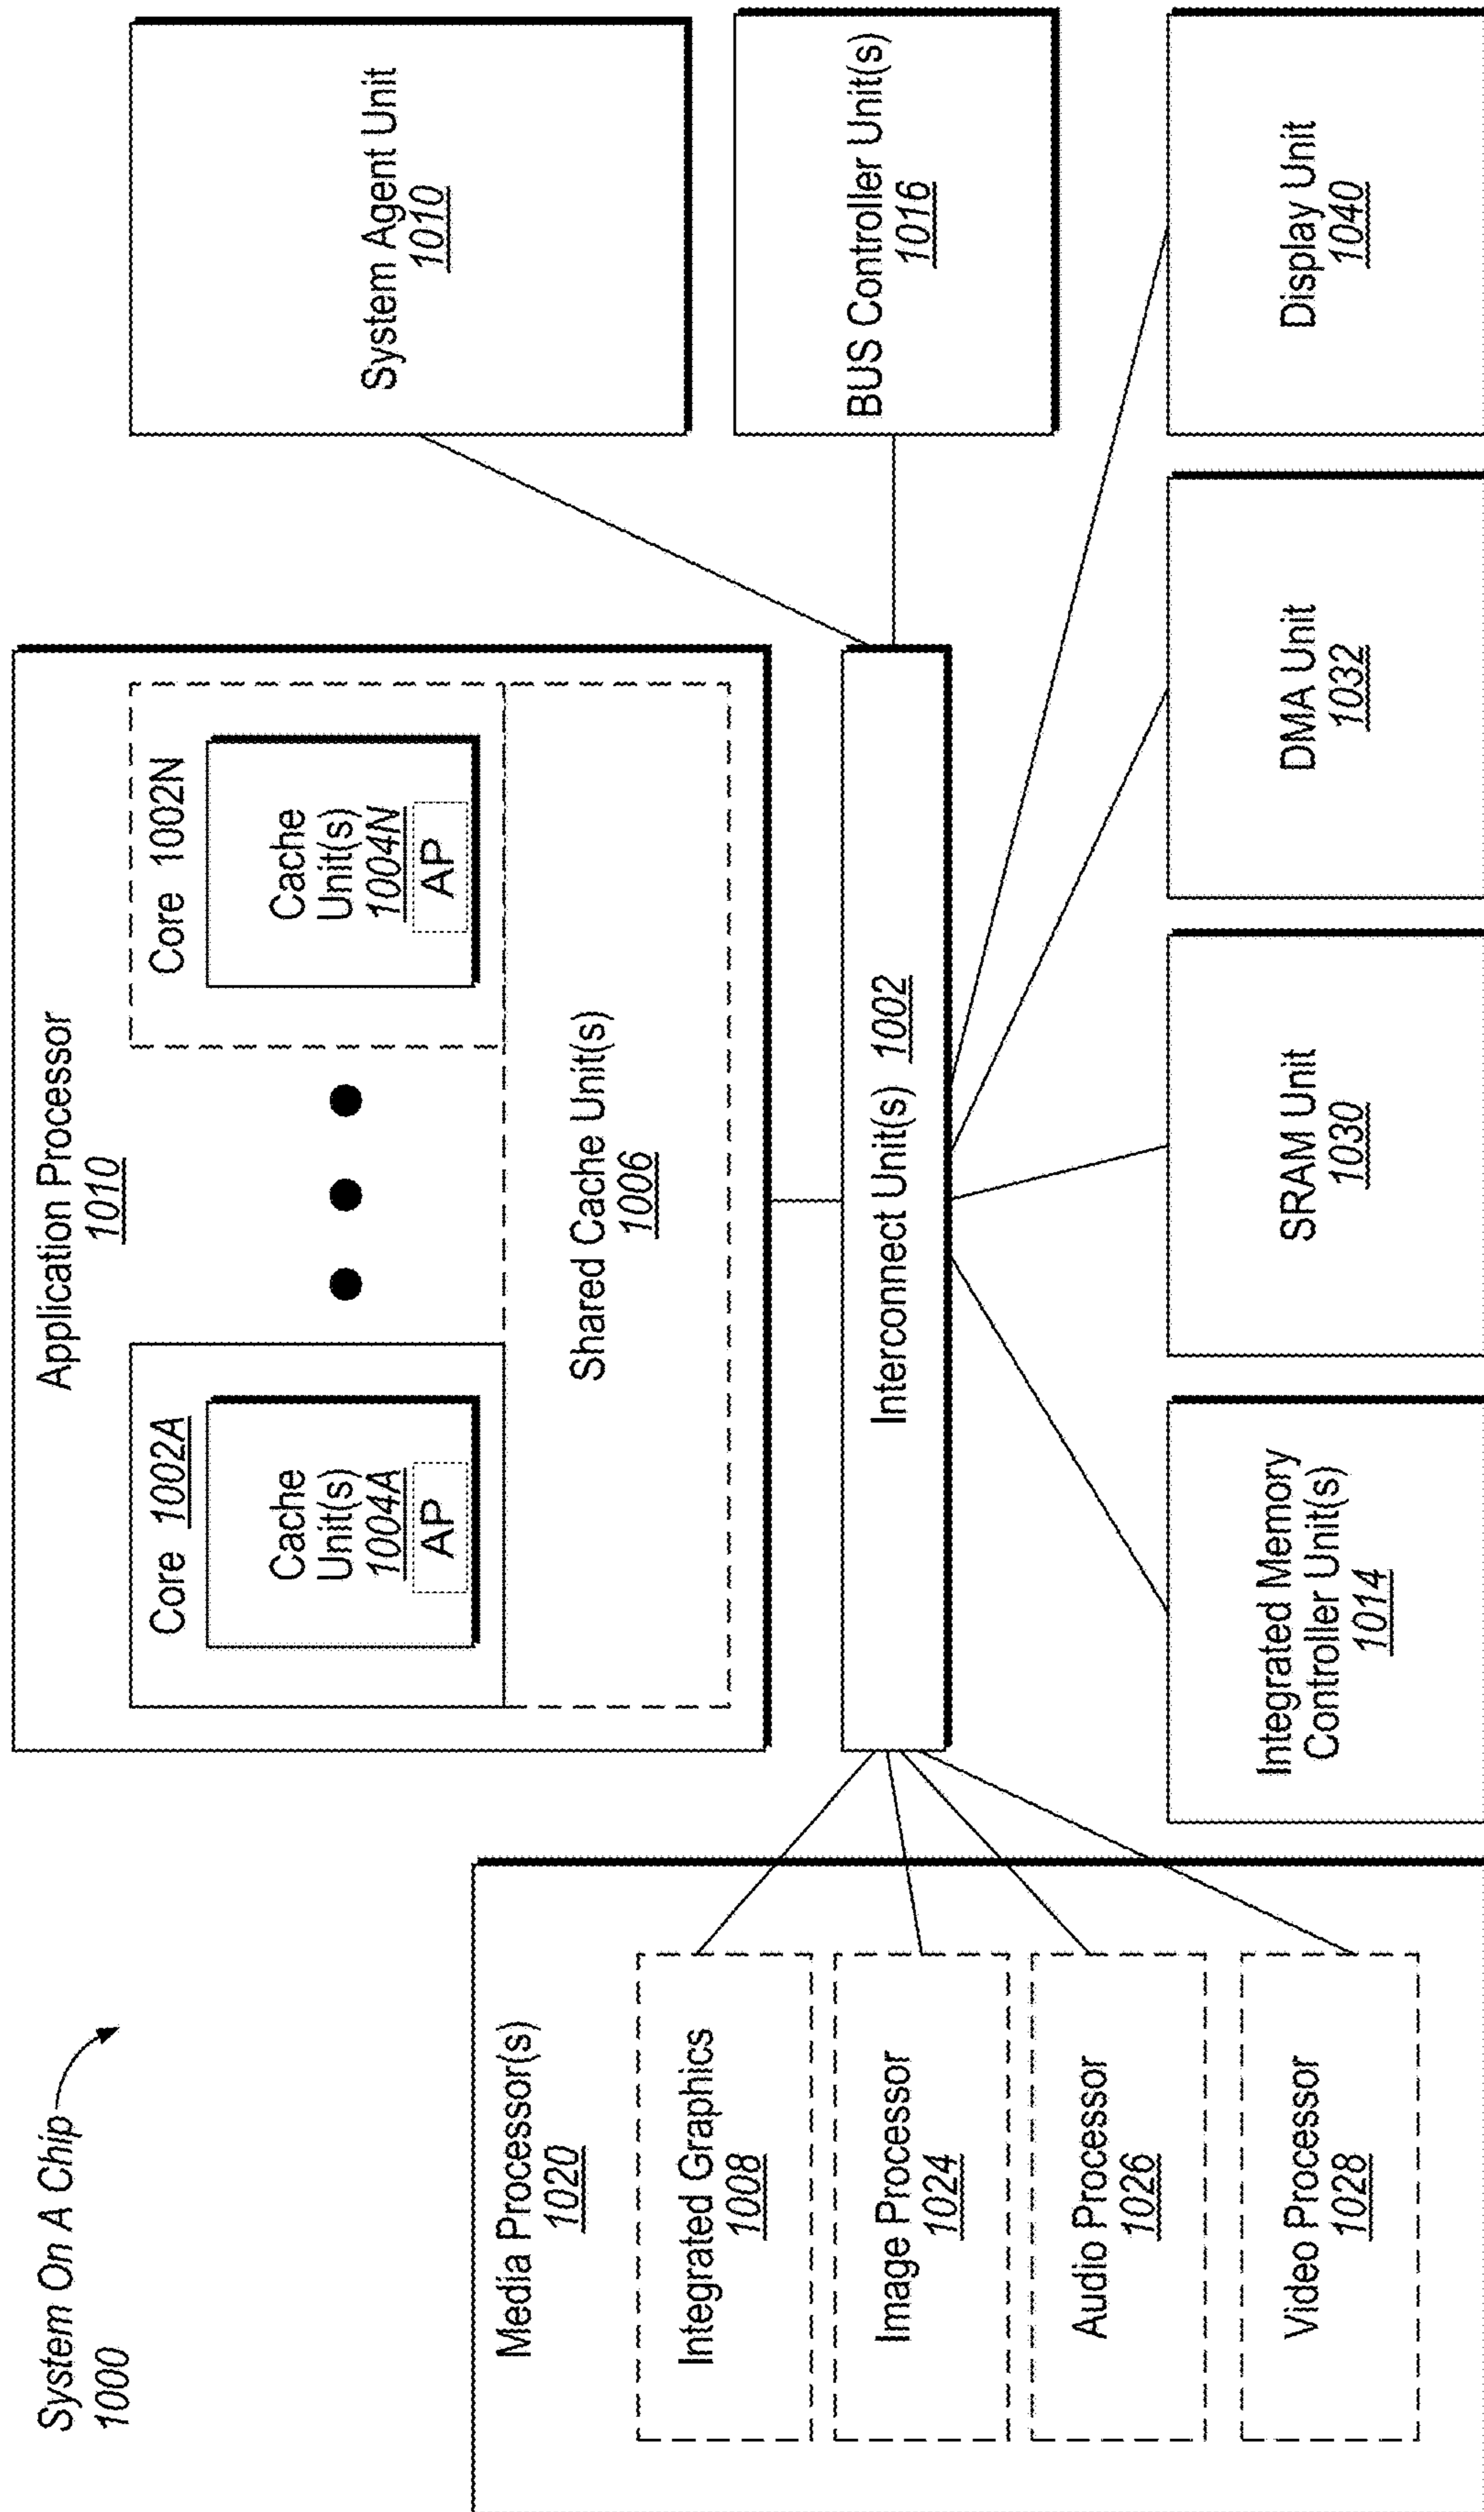 System On A Chip
1000
Application Processor
1010
Core 1002A
Cache
Unit(s)
1004A
AP
Core 1002N
Cache
Unit(s)
1004N
AP
Shared Cache Unit(s)
1006
System Agent Unit
1010
Media Processor(s)
1020
Integrated Graphics
1008
Image Processor
1024
Audio Processor
1026
Video Processor
1028
Interconnect Unit(s) 1002
BUS Controller Unit(s)
1016
Integrated Memory
Controller Unit(s)
1014
SRAM Unit
1030
DMA Unit
1032
Display Unit
1040